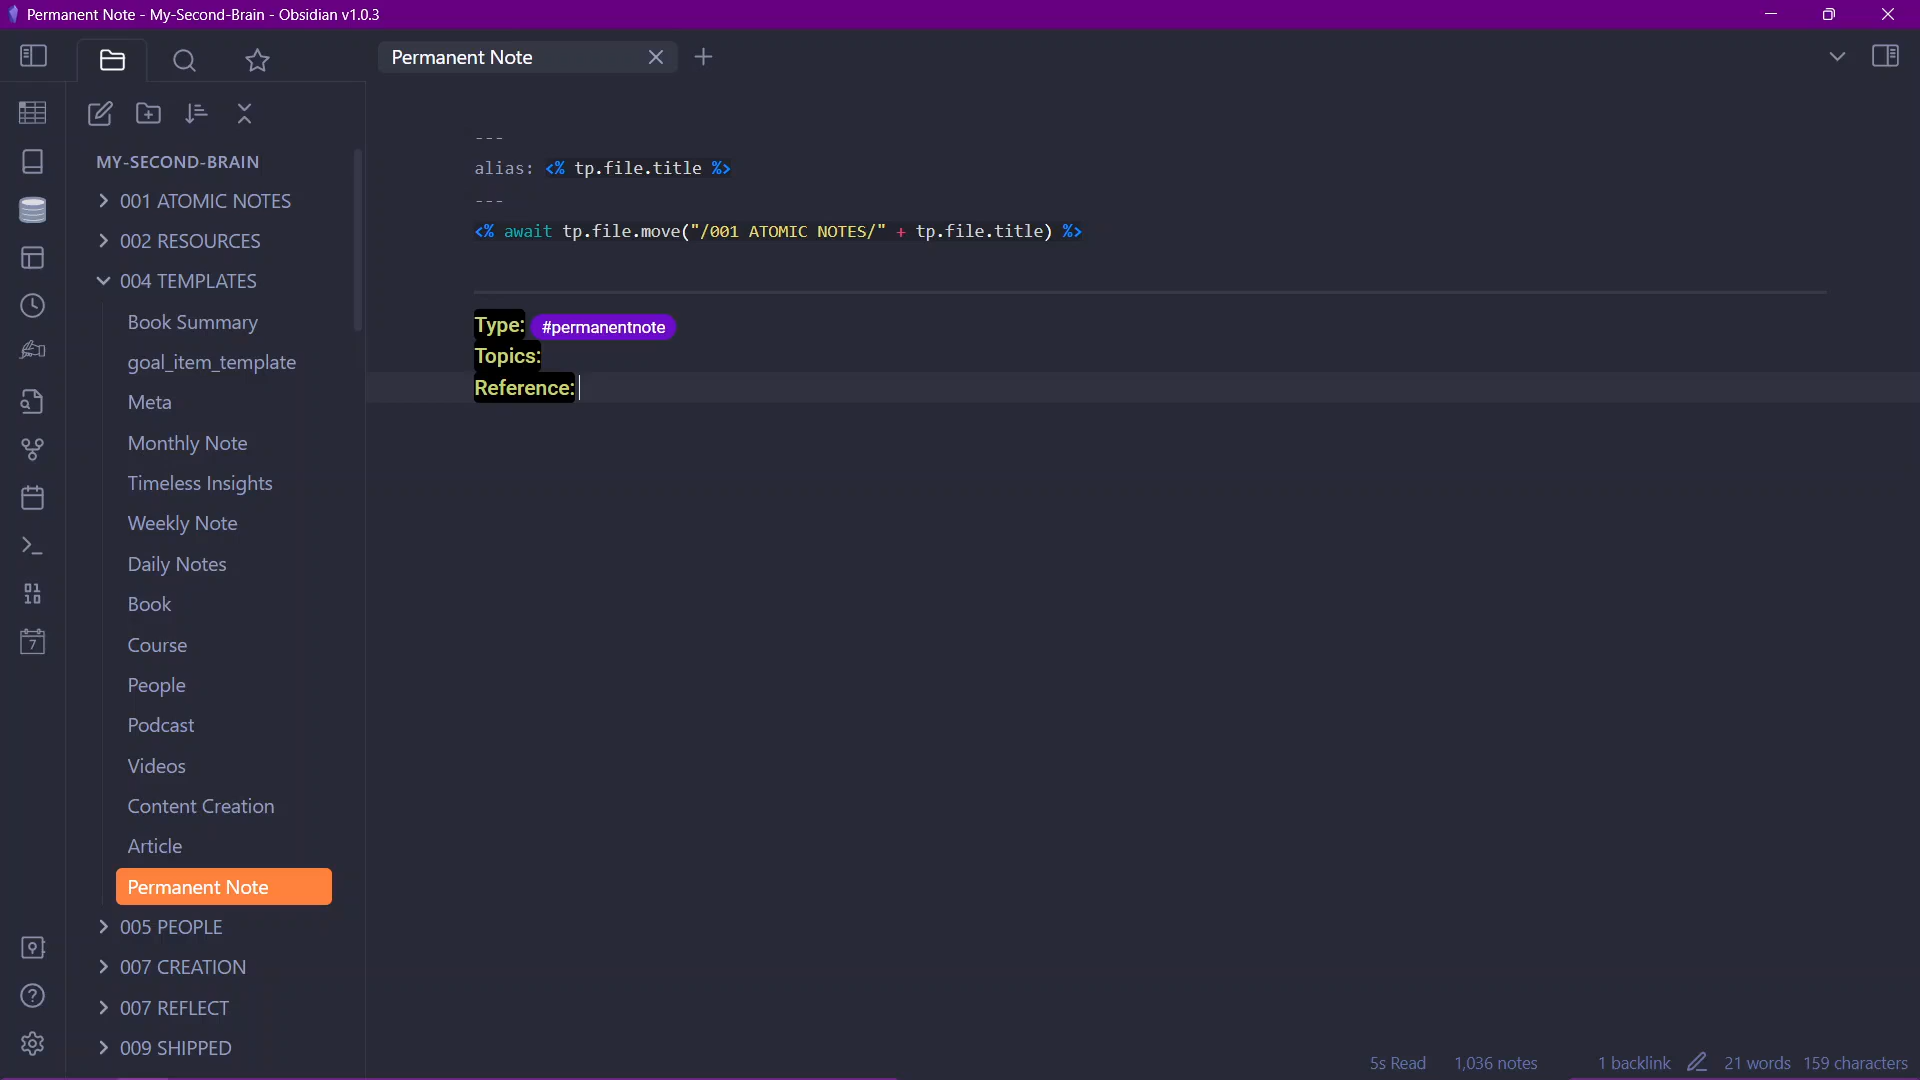 Permanent Note - My-Second-Brain - Obsidian v1.0.3
Permanent Note
MY-SECOND-BRAIN
001 ATOMIC NOTES
002 RESOURCES
004 TEMPLATES
Book Summary
goal_item_template
Meta
Monthly Note
Timeless Insights
Weekly Note
Daily Notes
Book
Course
People
Podcast
Videos
Content Creation
Article
Permanent Note
005 PEOPLE
007 CREATION
007 REFLECT
009 SHIPPED
01
10
7
---
alias: <% tp.file.title %>
---
<% await tp.file.move("/001 ATOMIC NOTES/" + tp.file.title) %>
Type: #permanentnote
Topics:
Reference:
5s Read 1,036 notes 1 backlink 21 words 159 characters